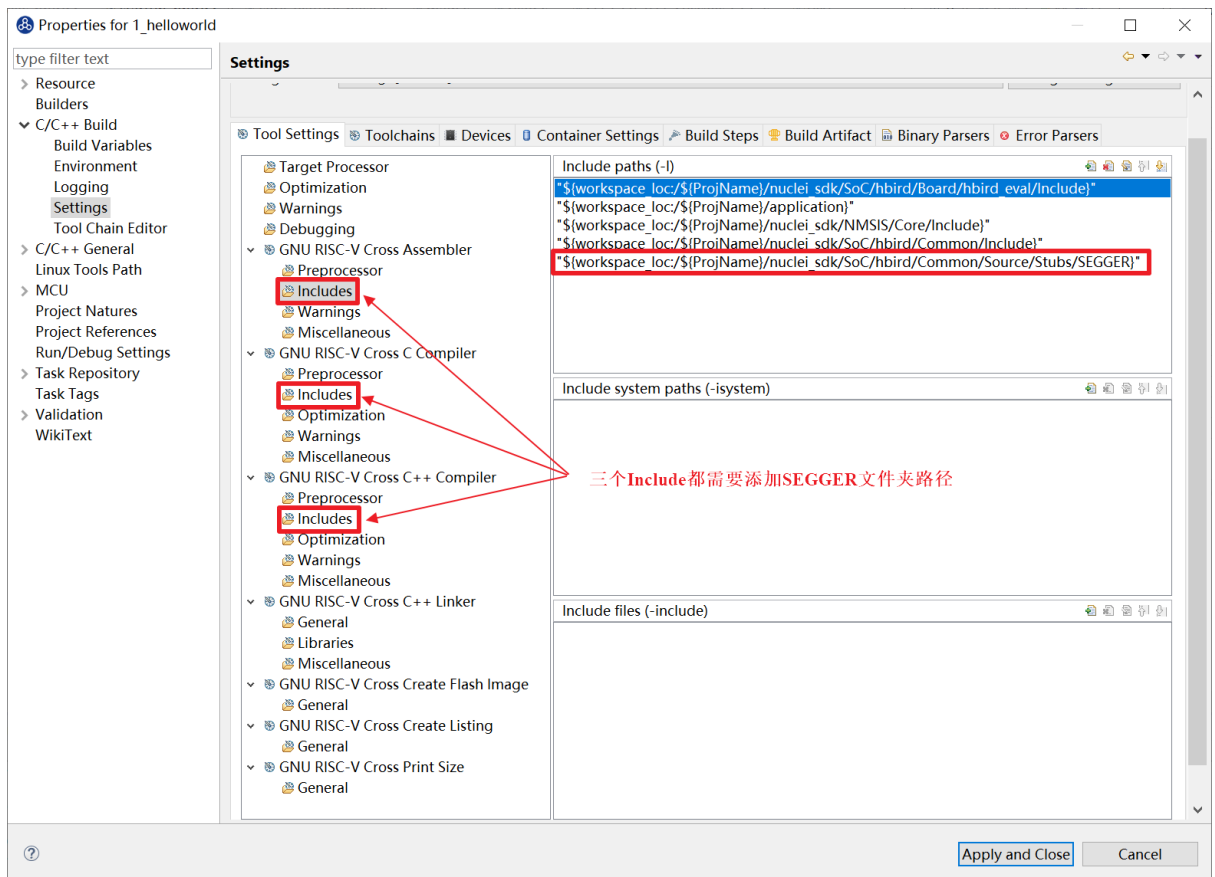 Properties for 1_helloworld
type filter text
Resource
Builders
C/C++ Build
Build Variables
Environment
Logging
Settings
Tool Chain Editor
C/C++ General
Linux Tools Path
MCU
Project Natures
Project References
Run/Debug Settings
Task Repository
Task Tags
Validation
WikiText
Settings
Tool Settings
Toolchains
Devices
Container Settings
Build Steps
Build Artifact
Binary Parsers
Error Parsers
Target Processor
Optimization
Warnings
Debugging
GNU RISC-V Cross Assembler
Preprocessor
Includes
Warnings
Miscellaneous
GNU RISC-V Cross C Compiler
Preprocessor
Includes
Optimization
Warnings
Miscellaneous
GNU RISC-V Cross C++ Compiler
Preprocessor
Includes
Optimization
Warnings
Miscellaneous
GNU RISC-V Cross C++ Linker
General
Libraries
Miscellaneous
GNU RISC-V Cross Create Flash Image
General
GNU RISC-V Cross Create Listing
General
GNU RISC-V Cross Print Size
General
Include paths (-I)
"${workspace_loc:/${ProjName}/nuclei_sdk/SoC/hbird/Board/hbird_eval/Include}"
"${workspace_loc:/${ProjName}/application}"
"${workspace_loc:/${ProjName}/nuclei_sdk/NMSIS/Core/Include}"
"${workspace_loc:/${ProjName}/nuclei_sdk/SoC/hbird/Common/Include}"
"${workspace_loc:/${ProjName}/nuclei_sdk/SoC/hbird/Common/Source/Stubs/SEGGER}"
Include system paths (-isystem)
三个Include都需要添加SEGGER文件夹路径
Include files (-include)
Apply and Close
Cancel